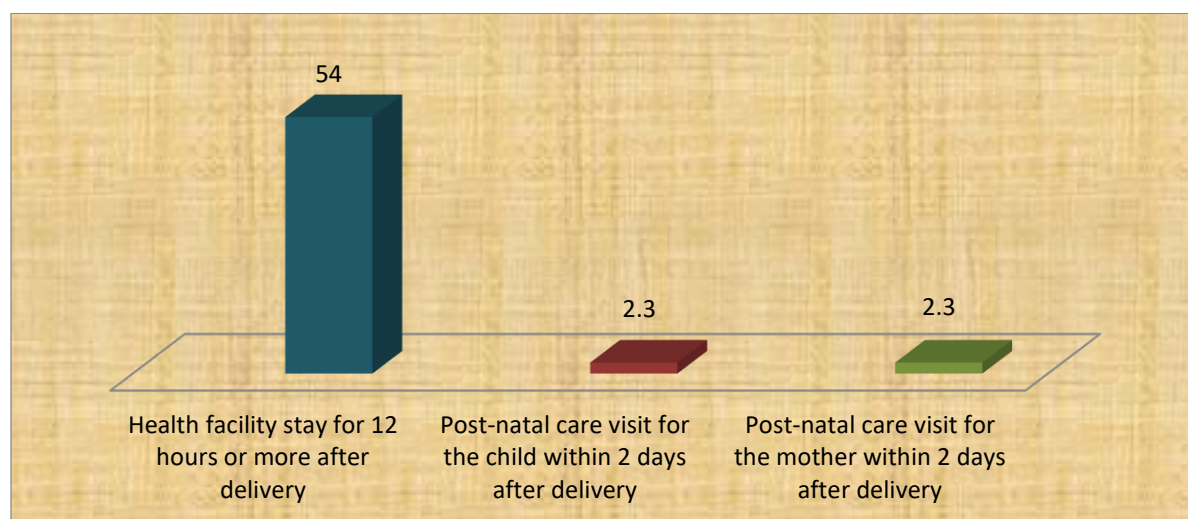 54
2.3
2.3
Health facility stay for 12
hours or more after
delivery
Post-natal care visit for
the child within 2 days
after delivery
Post-natal care visit for
the mother within 2 days
after delivery